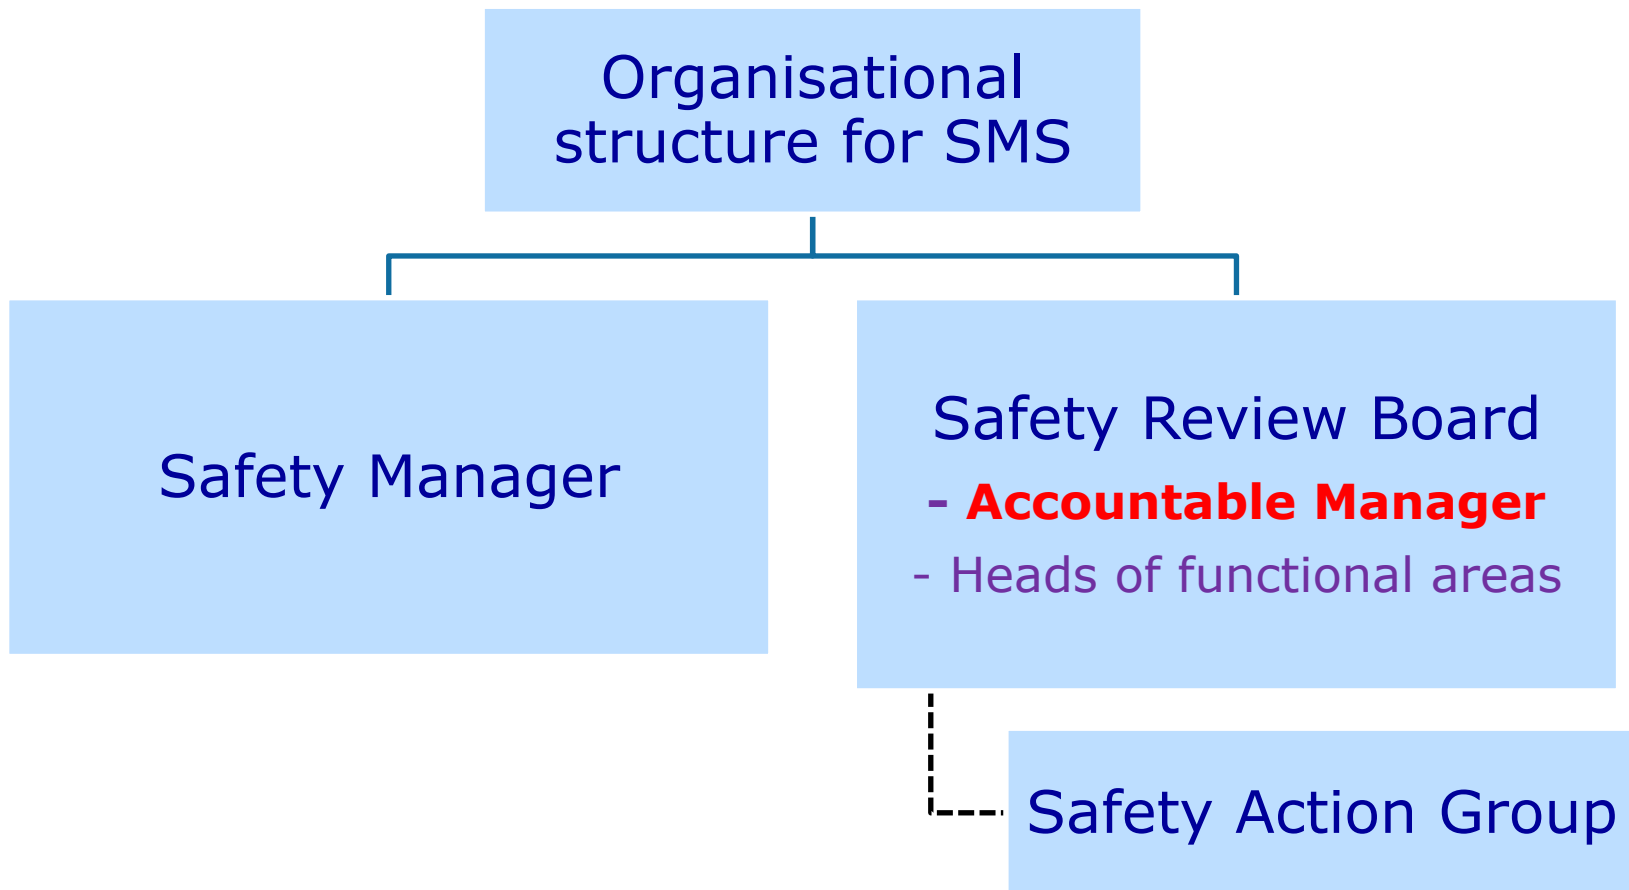 Organisational
structure for SMS
Safety Manager
Safety Review Board
- Accountable Manager
- Heads of functional areas
Safety Action Group